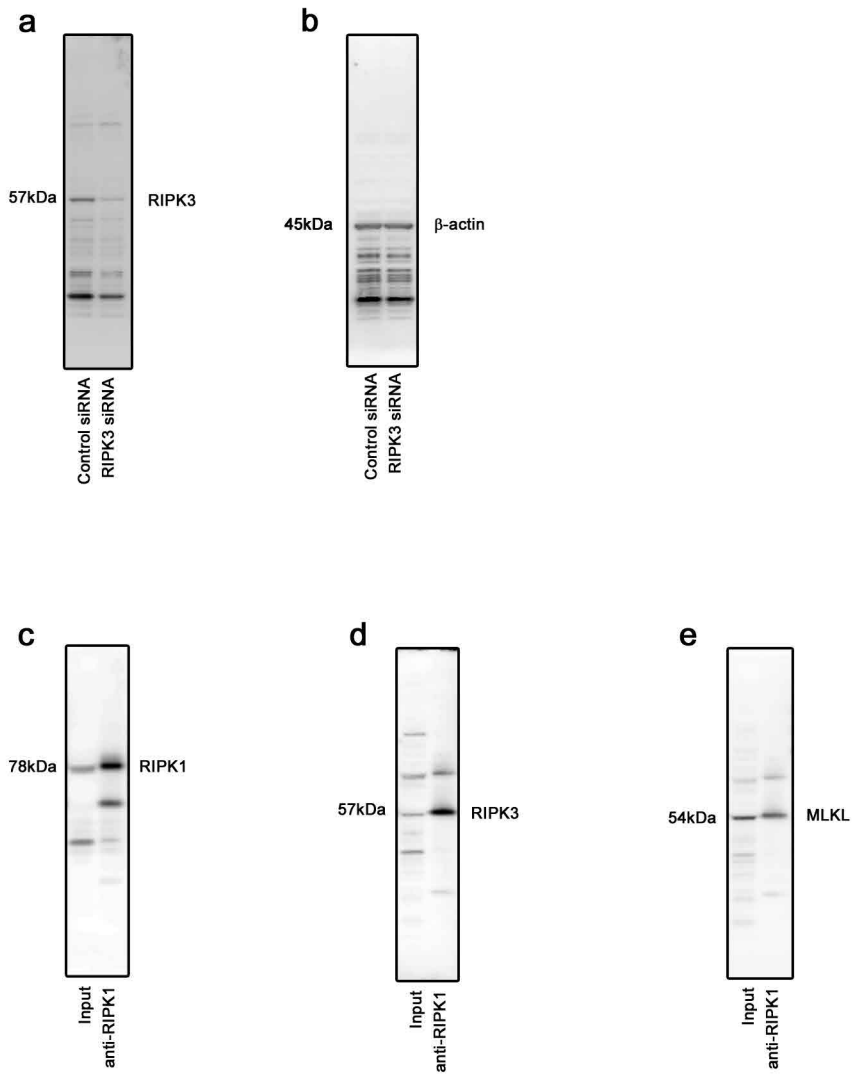 a
b
57kDa
RIPK3
45kDa
β-actin
Control siRNA
RIPK3 siRNA
Control siRNA
RIPK3 siRNA
c
d
e
78kDa
RIPK1
57kDa
RIPK3
54kDa
MLKL
Input
anti-RIPK1
Input
anti-RIPK1
Input
anti-RIPK1